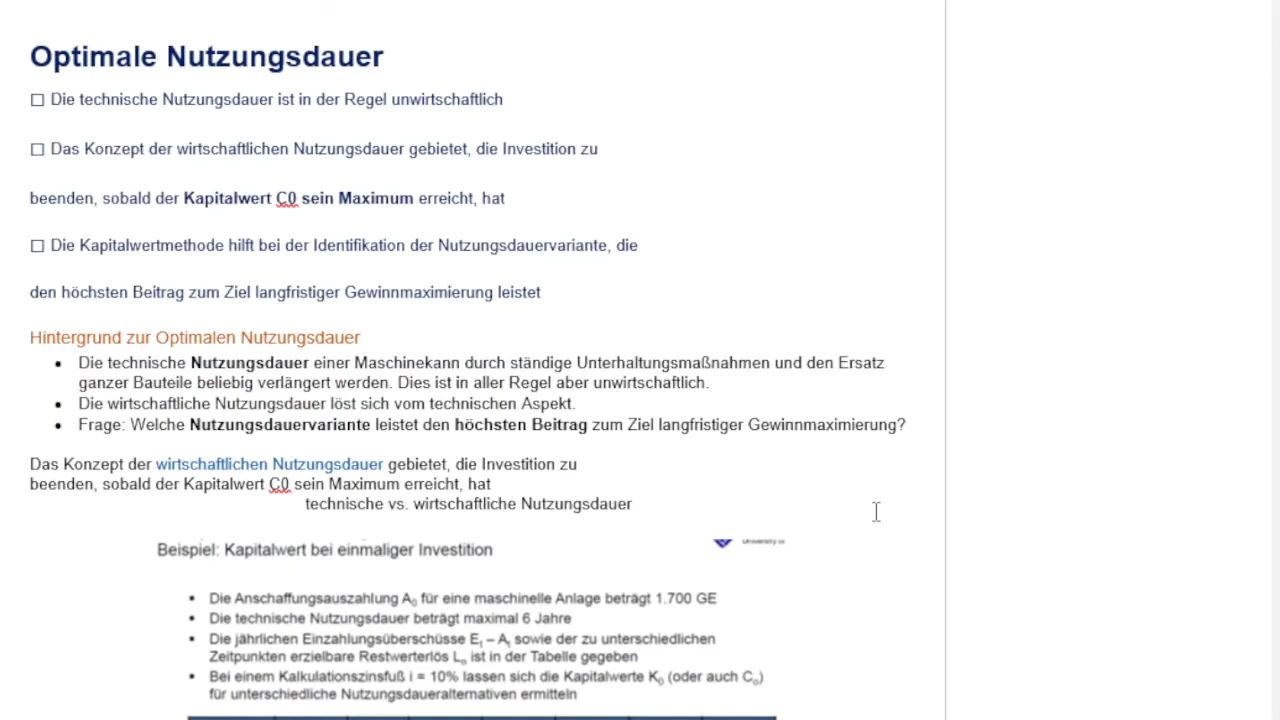 Optimale Nutzungsdauer
☐ Die technische Nutzungsdauer ist in der Regel unwirtschaftlich
☐ Das Konzept der wirtschaftlichen Nutzungsdauer gebietet, die Investition zu
beenden, sobald der Kapitalwert C0 sein Maximum erreicht, hat
☐ Die Kapitalwertmethode hilft bei der Identifikation der Nutzungsdauervariante, die
den höchsten Beitrag zum Ziel langfristiger Gewinnmaximierung leistet
Hintergrund zur Optimalen Nutzungsdauer
• Die technische Nutzungsdauer einer Maschinekann durch ständige Unterhaltungsmaßnahmen und den Ersatz
ganzer Bauteile beliebig verlängert werden. Dies ist in aller Regel aber unwirtschaftlich.
• Die wirtschaftliche Nutzungsdauer löst sich vom technischen Aspekt.
• Frage: Welche Nutzungsdauervariante leistet den höchsten Beitrag zum Ziel langfristiger Gewinnmaximierung?
Das Konzept der wirtschaftlichen Nutzungsdauer gebietet, die Investition zu
beenden, sobald der Kapitalwert C0 sein Maximum erreicht, hat
technische vs. wirtschaftliche Nutzungsdauer
Beispiel: Kapitalwert bei einmaliger Investition
▪ Die Anschaffungsauszahlung A₀ für eine maschinelle Anlage beträgt 1.700 GE
▪ Die technische Nutzungsdauer beträgt maximal 6 Jahre
▪ Die jährlichen Einzahlungsüberschüsse Eₜ – Aₜ sowie der zu unterschiedlichen
Zeitpunkten erzielbare Restwerterlös Lₙ ist in der Tabelle gegeben
▪ Bei einem Kalkulationszinsfuß i = 10% lassen sich die Kapitalwerte K₀ (oder auch C₀)
für unterschiedliche Nutzungsdaueralternativen ermitteln